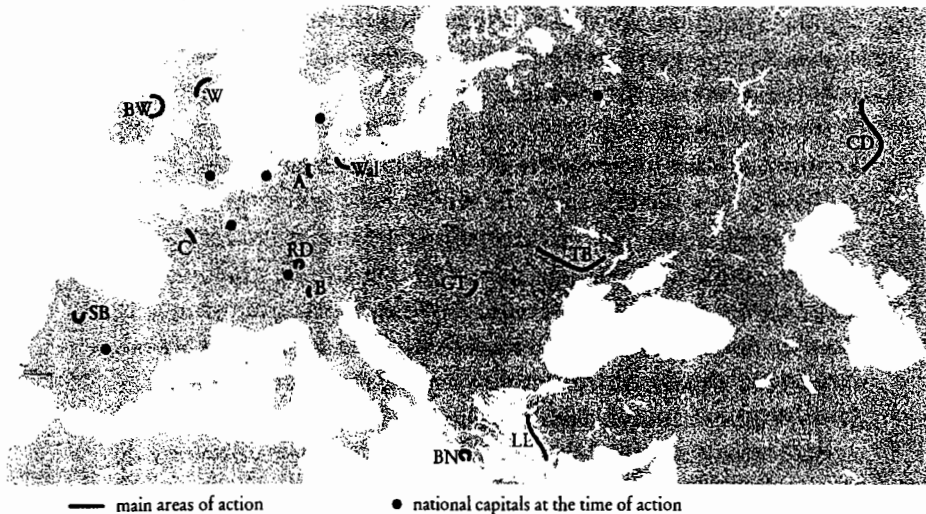 W
BW
CD
Wal
A
C
RD
TB
GT
B
SB
LL
BN
main areas of action
national capitals at the time of action